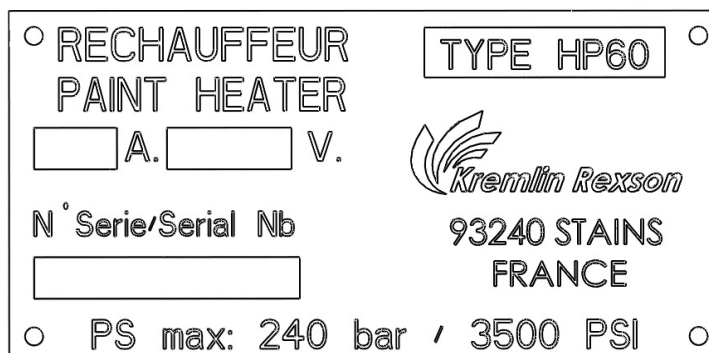 RECHAUFFEUR
PAINT HEATER
A. V.
N° Serie/Serial Nb
TYPE HP60
Kremlin Rexson
93240 STAINS
FRANCE
PS max: 240 bar / 3500 PSI